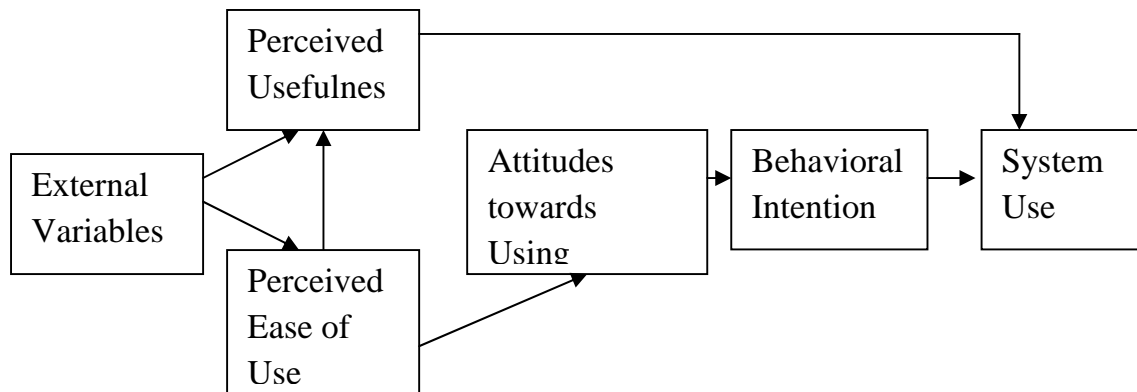 Perceived
Usefulnes
External
Variables
Perceived
Ease of
Use
Attitudes
towards
Using
Behavioral
Intention
System
Use